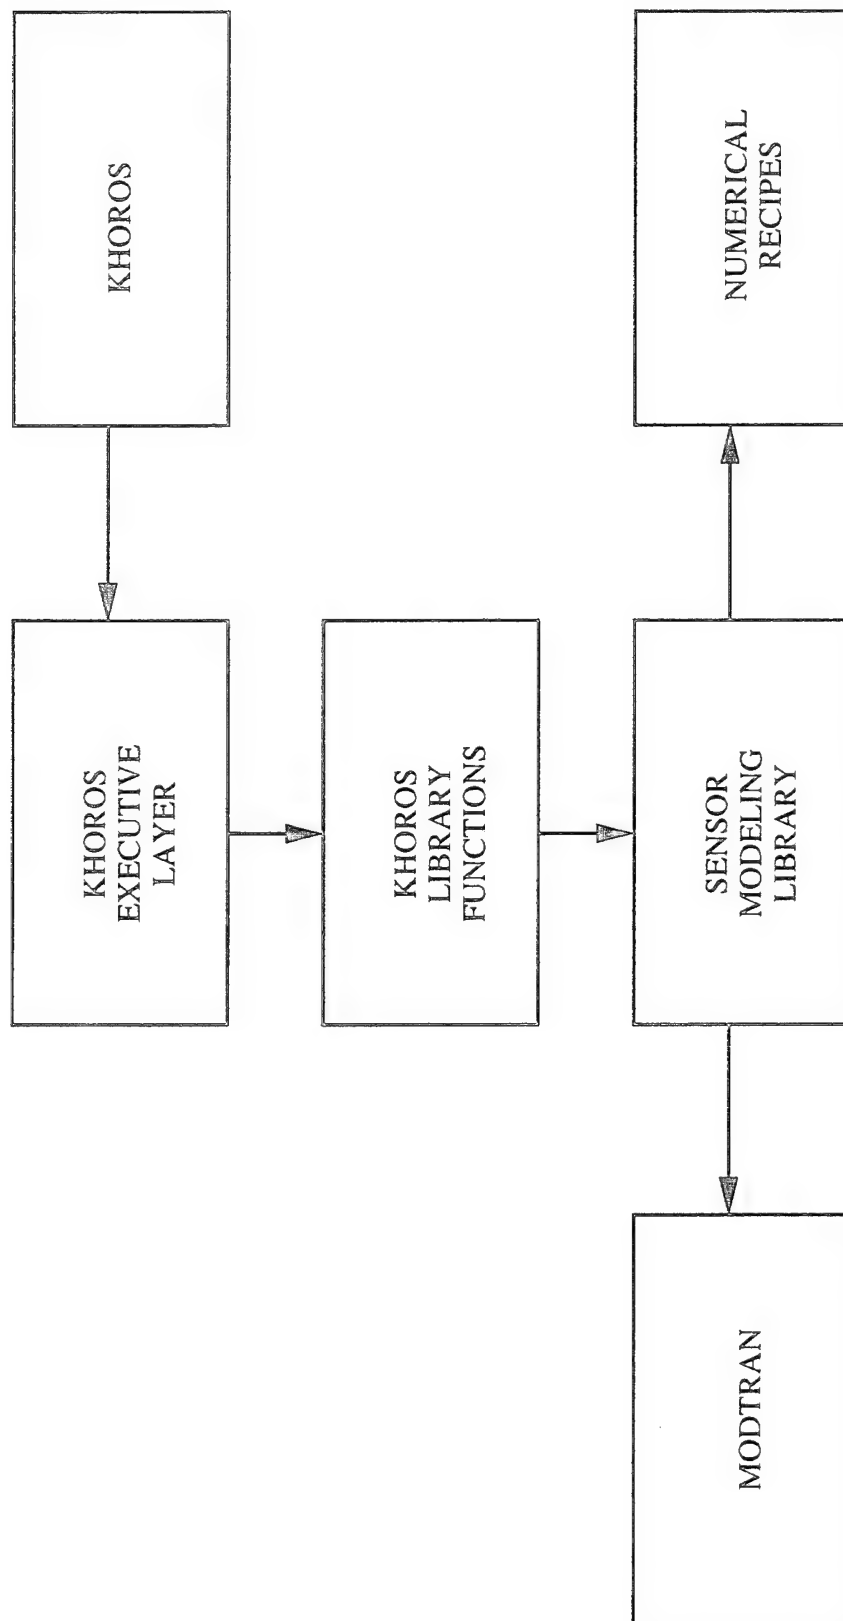 KHOROS
KHOROS
EXECUTIVE
LAYER
KHOROS
LIBRARY
FUNCTIONS
MODTRAN
SENSOR
MODELING
LIBRARY
NUMERICAL
RECIPES